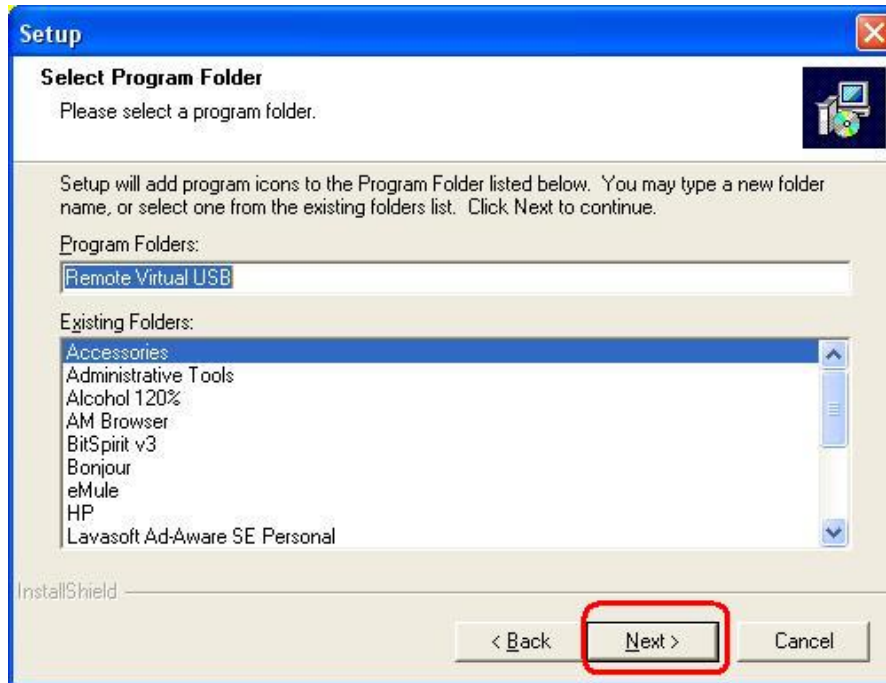 Setup
Select Program Folder
Please select a program folder.
Setup will add program icons to the Program Folder listed below. You may type a new folder
name, or select one from the existing folders list. Click Next to continue.
Program Folders:
Remote Virtual USB
Existing Folders:
Accessories
Administrative Tools
Alcohol 120%
AM Browser
BitSpirit v3
Bonjour
eMule
HP
Lavasoft Ad-Aware SE Personal
InstallShield
< Back Next > Cancel